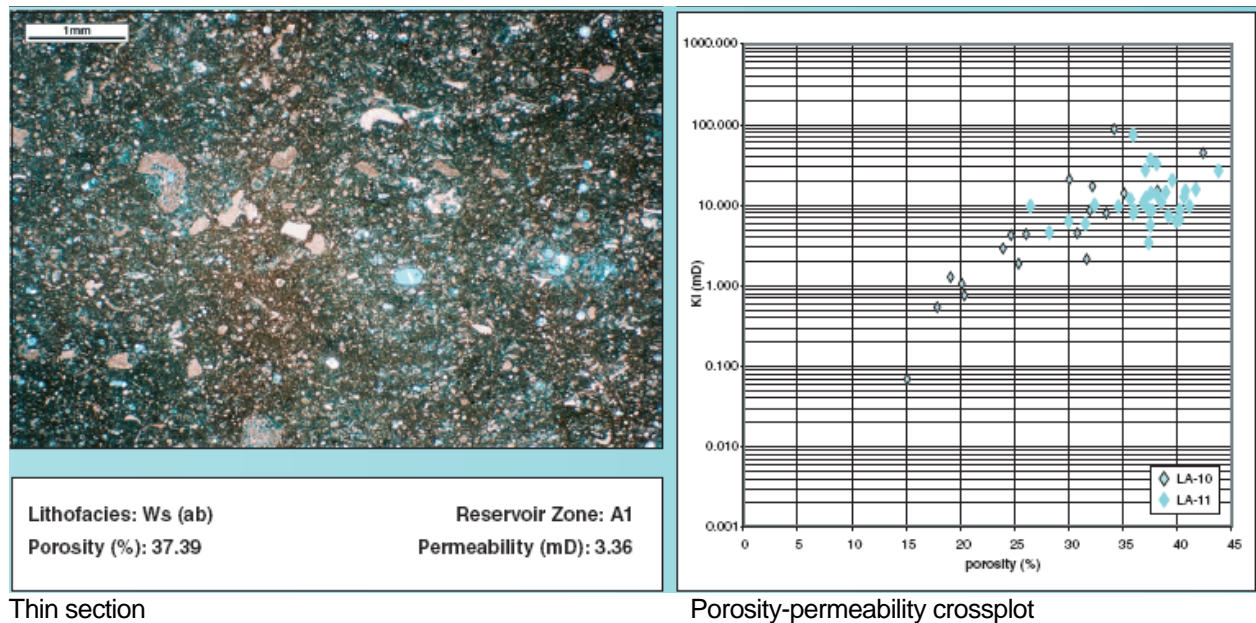 1mm
Lithofacies: Ws (ab)
Reservoir Zone: A1
Porosity (%): 37.39
Permeability (mD): 3.36
Thin section
1000.000
100.000
10.000
1.000
0.100
0.010
0.001
Kl (mD)
0 5 10 15 20 25 30 35 40 45
porosity (%)
LA-10
LA-11
Porosity-permeability crossplot